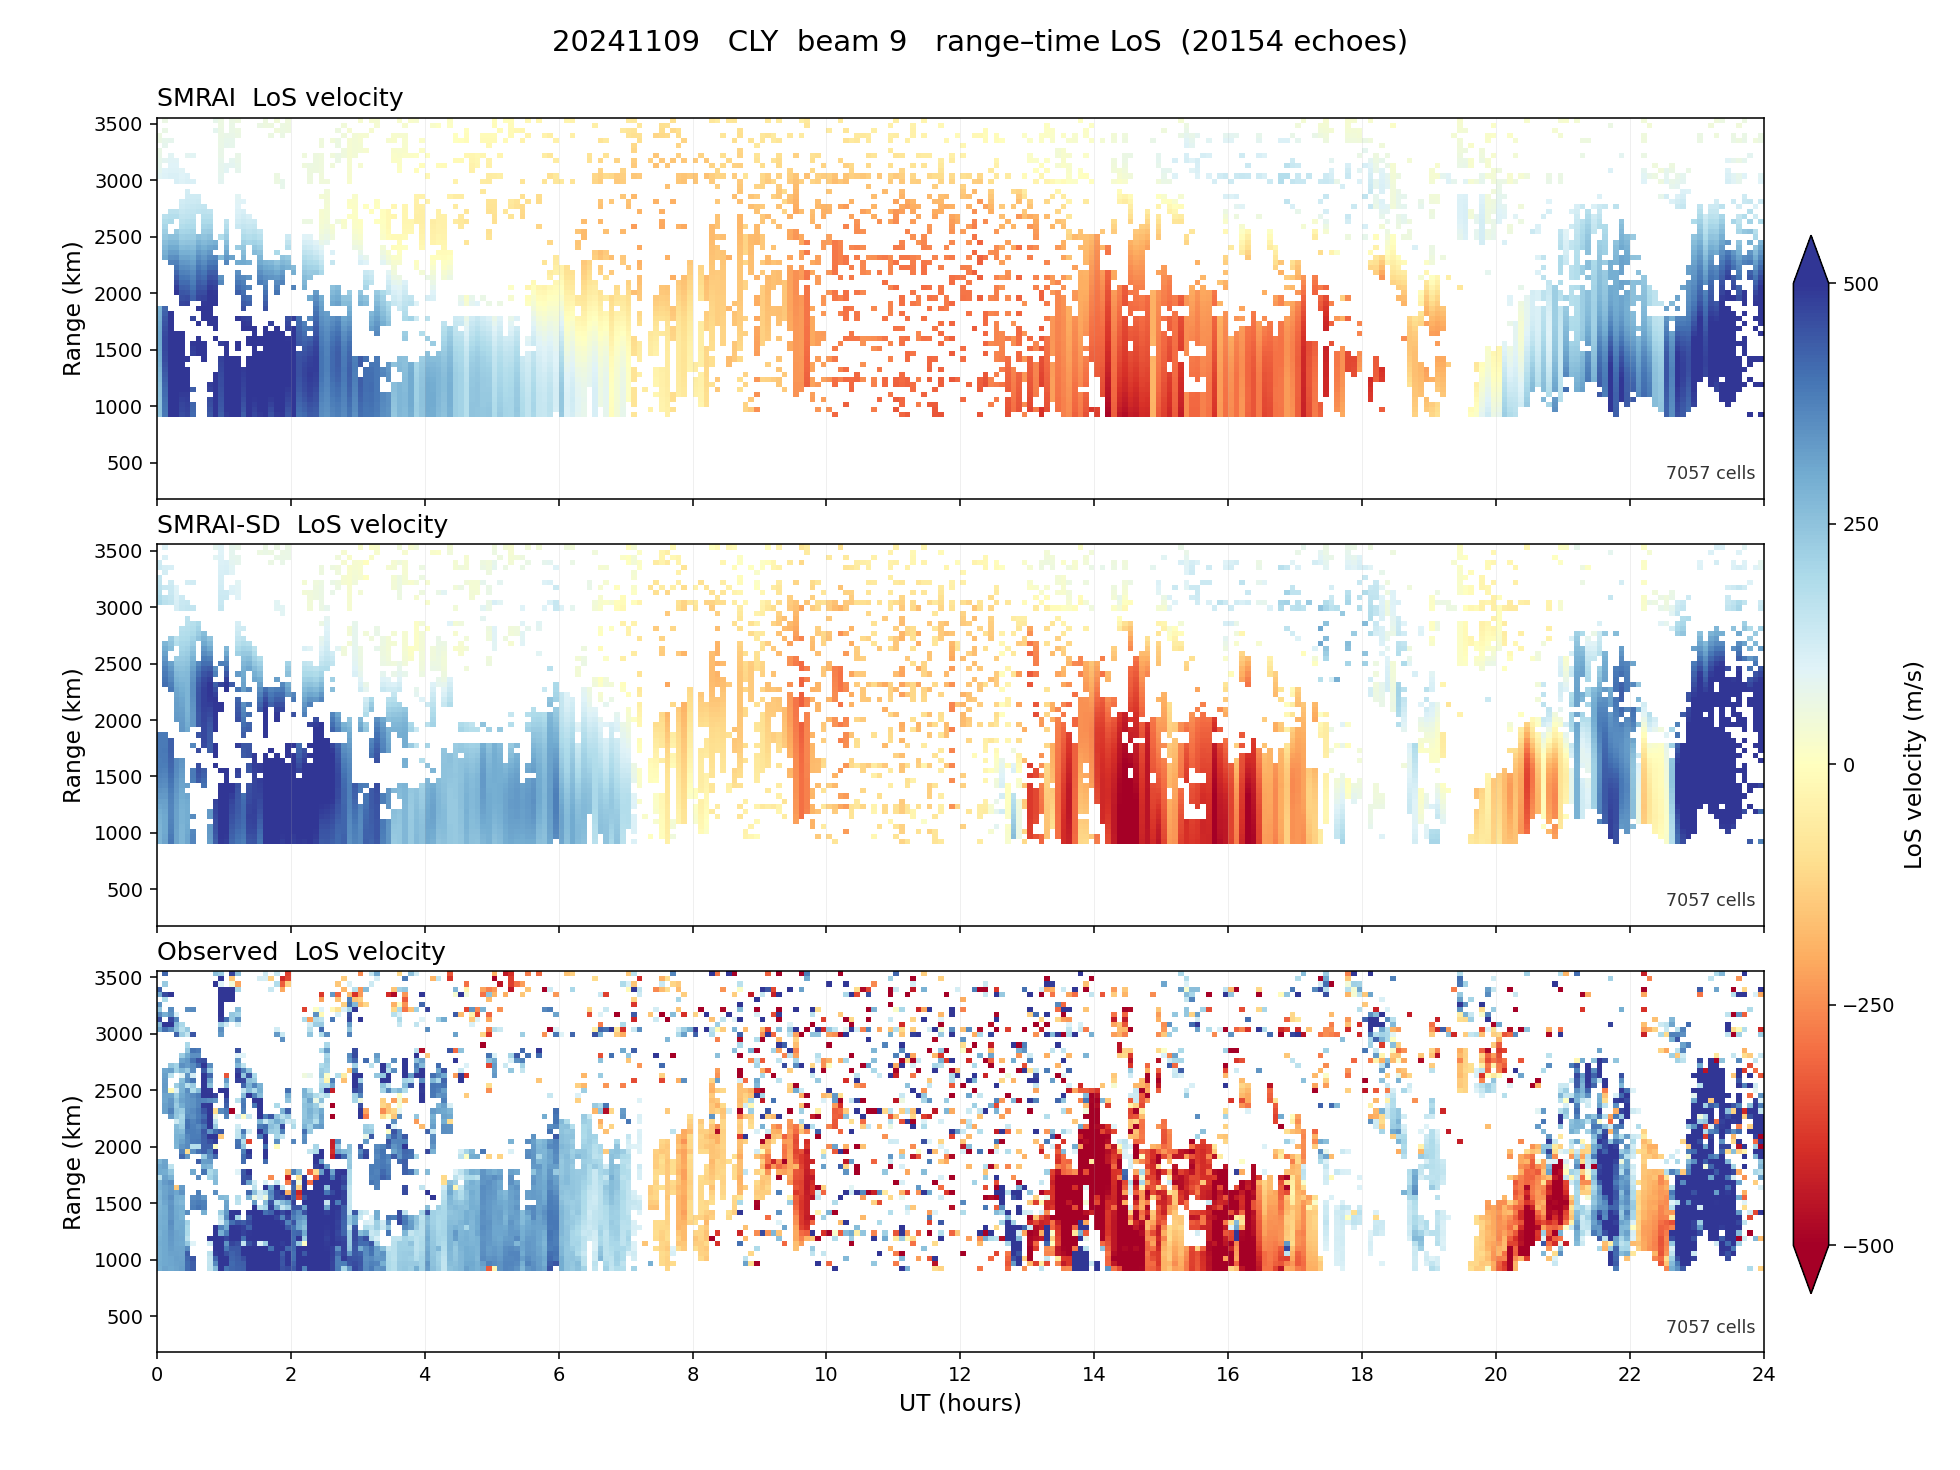 20241109   CLY  beam 9   range–time LoS  (20154 echoes)
SMRAI  LoS velocity
3500
3000
2500
2000
1500
1000
500
Range (km)
7057 cells
SMRAI-SD  LoS velocity
3500
3000
2500
2000
1500
1000
500
Range (km)
7057 cells
Observed  LoS velocity
3500
3000
2500
2000
1500
1000
500
Range (km)
7057 cells
0 2 4 6 8 10 12 14 16 18 20 22 24
UT (hours)
500
250
0
−250
−500
LoS velocity (m/s)